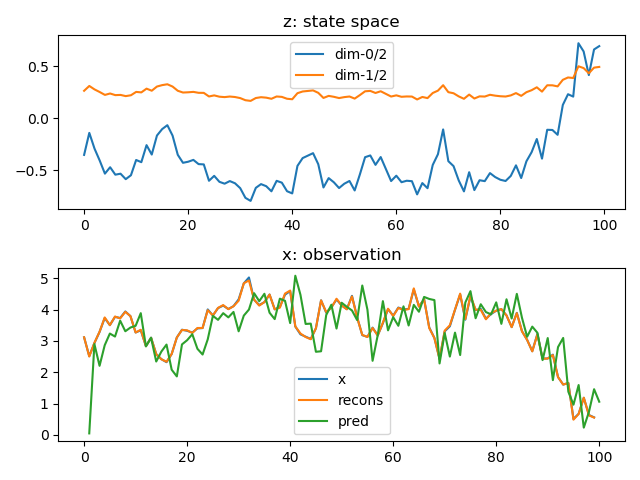 z: state space
dim-0/2
dim-1/2
0.5
0.0
−0.5
0 20 40 60 80 100
x: observation
5
4
3
2
1
0
x
recons
pred
0 20 40 60 80 100